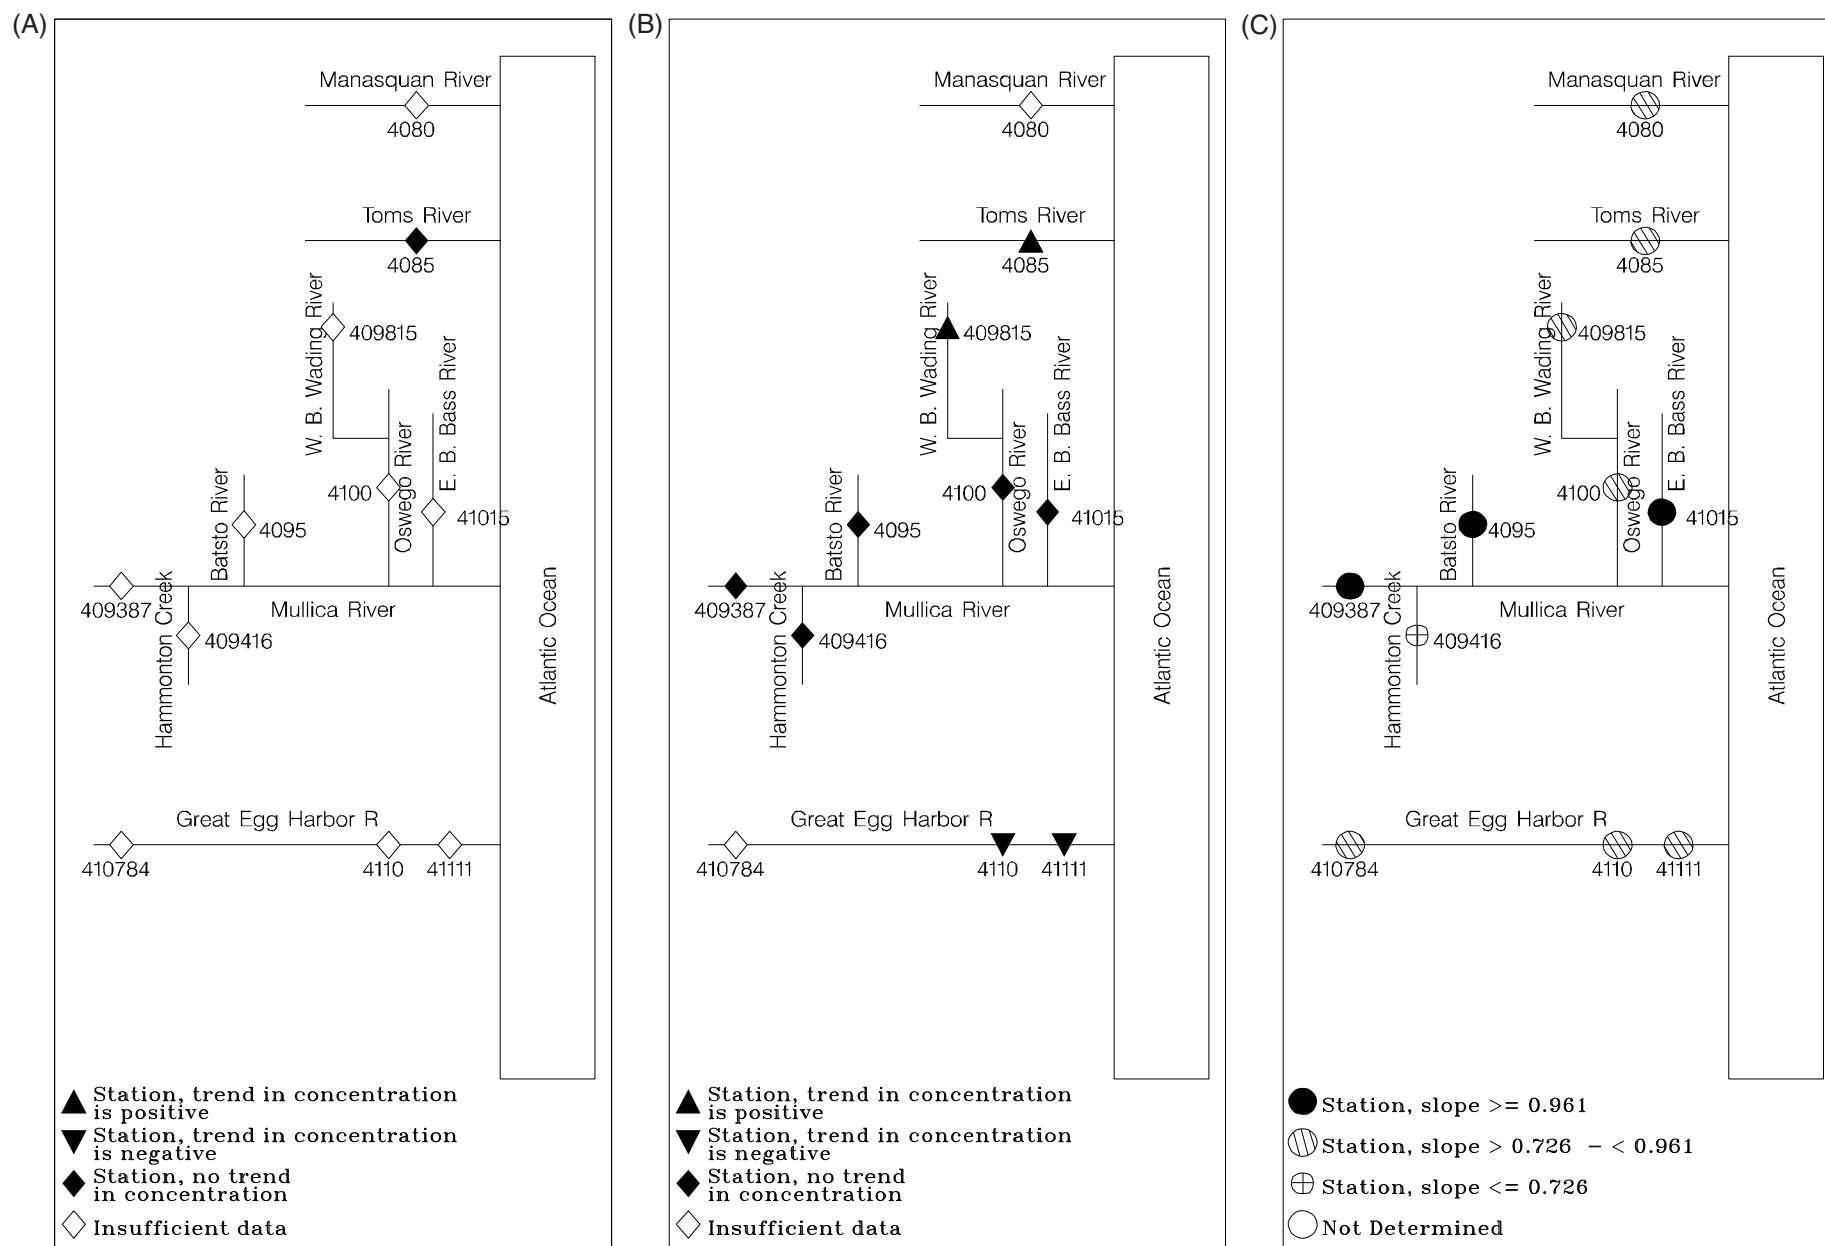 (A)
Manasquan River
4080
Toms River
4085
W. B. Wading River
409815
E. B. Bass River
Oswego River
4100
41015
Batsto River
4095
409387
Hammonton Creek
Mullica River
409416
Atlantic Ocean
Great Egg Harbor R
410784
4110
41111
Station, trend in concentration
is positive
Station, trend in concentration
is negative
Station, no trend
in concentration
Insufficient data
(B)
Manasquan River
4080
Toms River
4085
W. B. Wading River
409815
E. B. Bass River
Oswego River
4100
41015
Batsto River
4095
409387
Hammonton Creek
Mullica River
409416
Atlantic Ocean
Great Egg Harbor R
410784
4110
41111
Station, trend in concentration
is positive
Station, trend in concentration
is negative
Station, no trend
in concentration
Insufficient data
(C)
Manasquan River
4080
Toms River
4085
W. B. Wading River
409815
E. B. Bass River
Oswego River
4100
41015
Batsto River
4095
409387
Hammonton Creek
Mullica River
409416
Atlantic Ocean
Great Egg Harbor R
410784
4110
41111
Station, slope >= 0.961
Station, slope > 0.726 – < 0.961
Station, slope <= 0.726
Not Determined